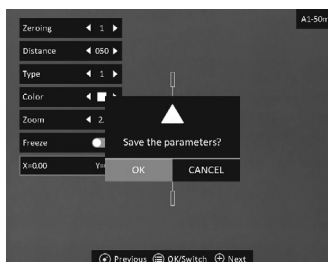 A1-50m
Zeroing 1
Distance 050
Type 1
Color
Zoom 2.
Freeze
X=0.00 Y=
Save the parameters?
OK CANCEL
Previous OK/Switch Next